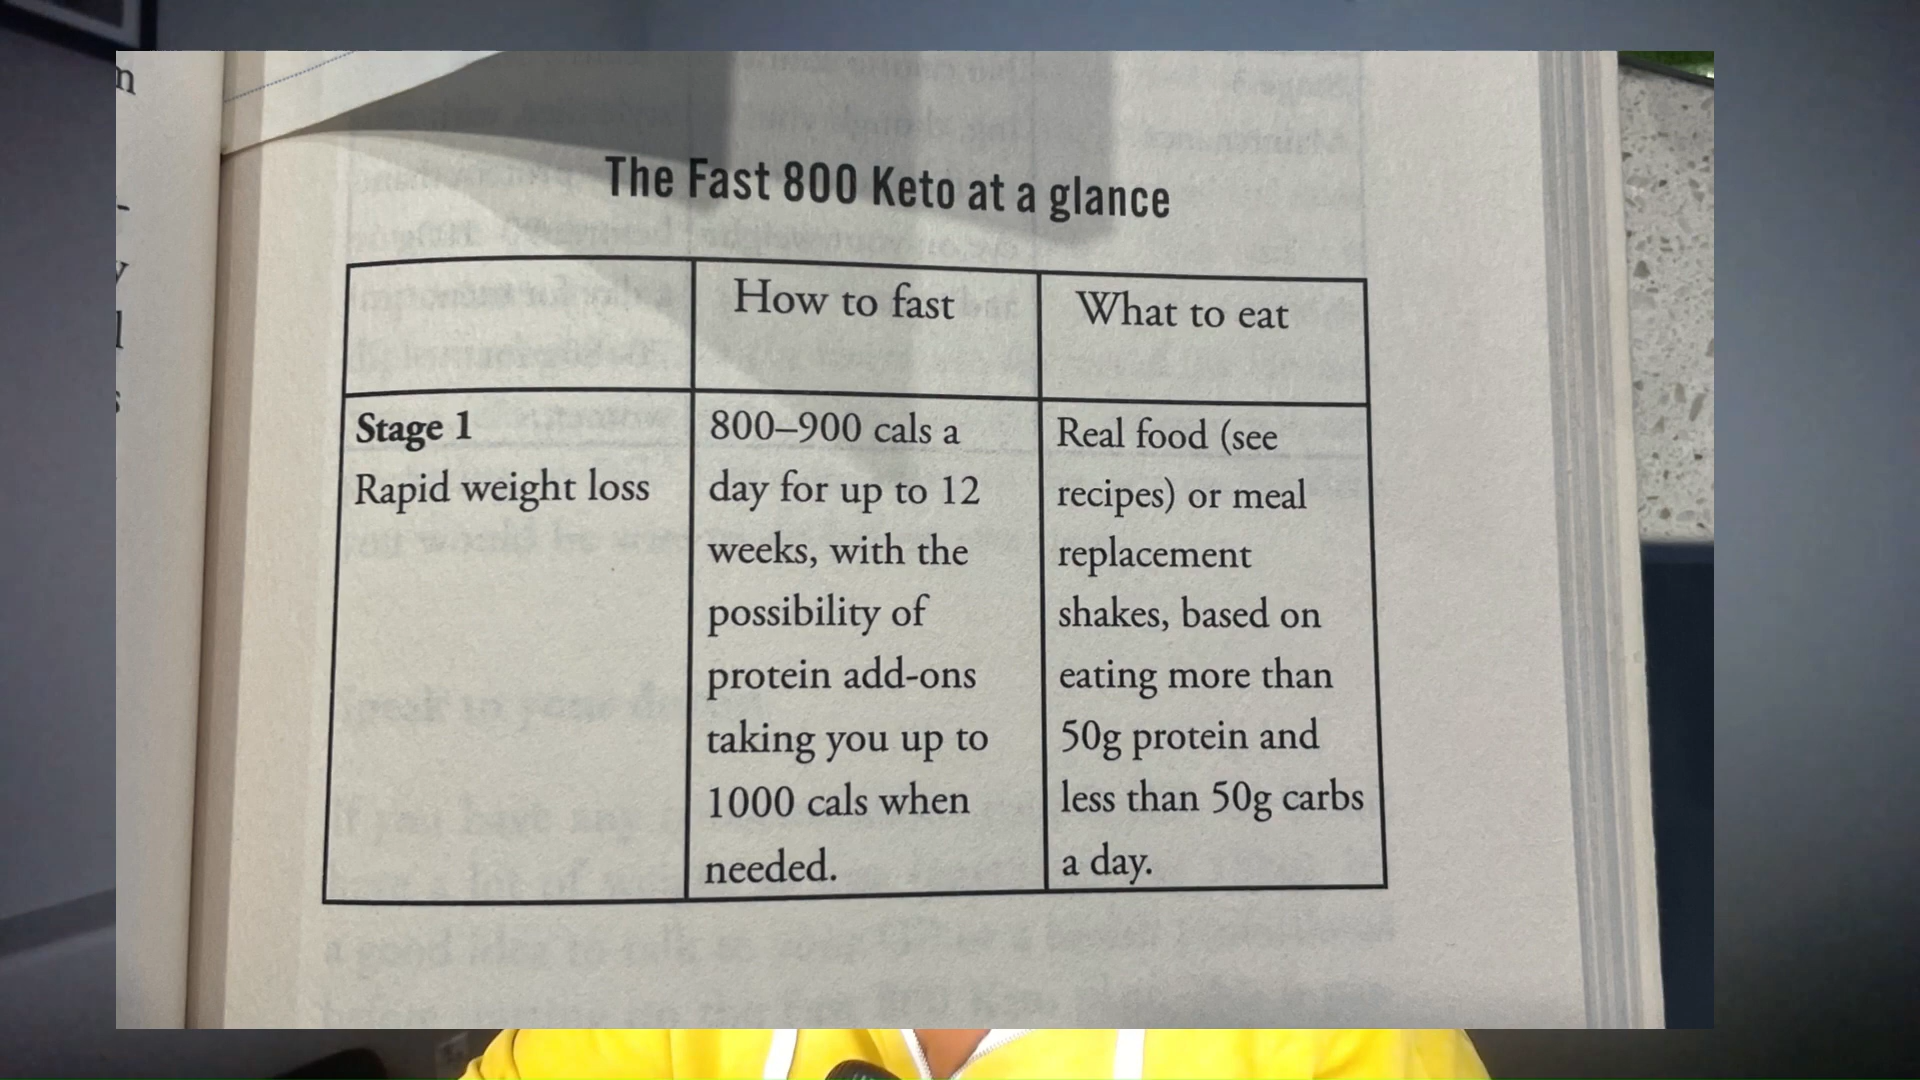 The Fast 800 Keto at a glance
How to fast
What to eat
Stage 1
Rapid weight loss
800–900 cals a
day for up to 12
weeks, with the
possibility of
protein add-ons
taking you up to
1000 cals when
needed.
Real food (see
recipes) or meal
replacement
shakes, based on
eating more than
50g protein and
less than 50g carbs
a day.